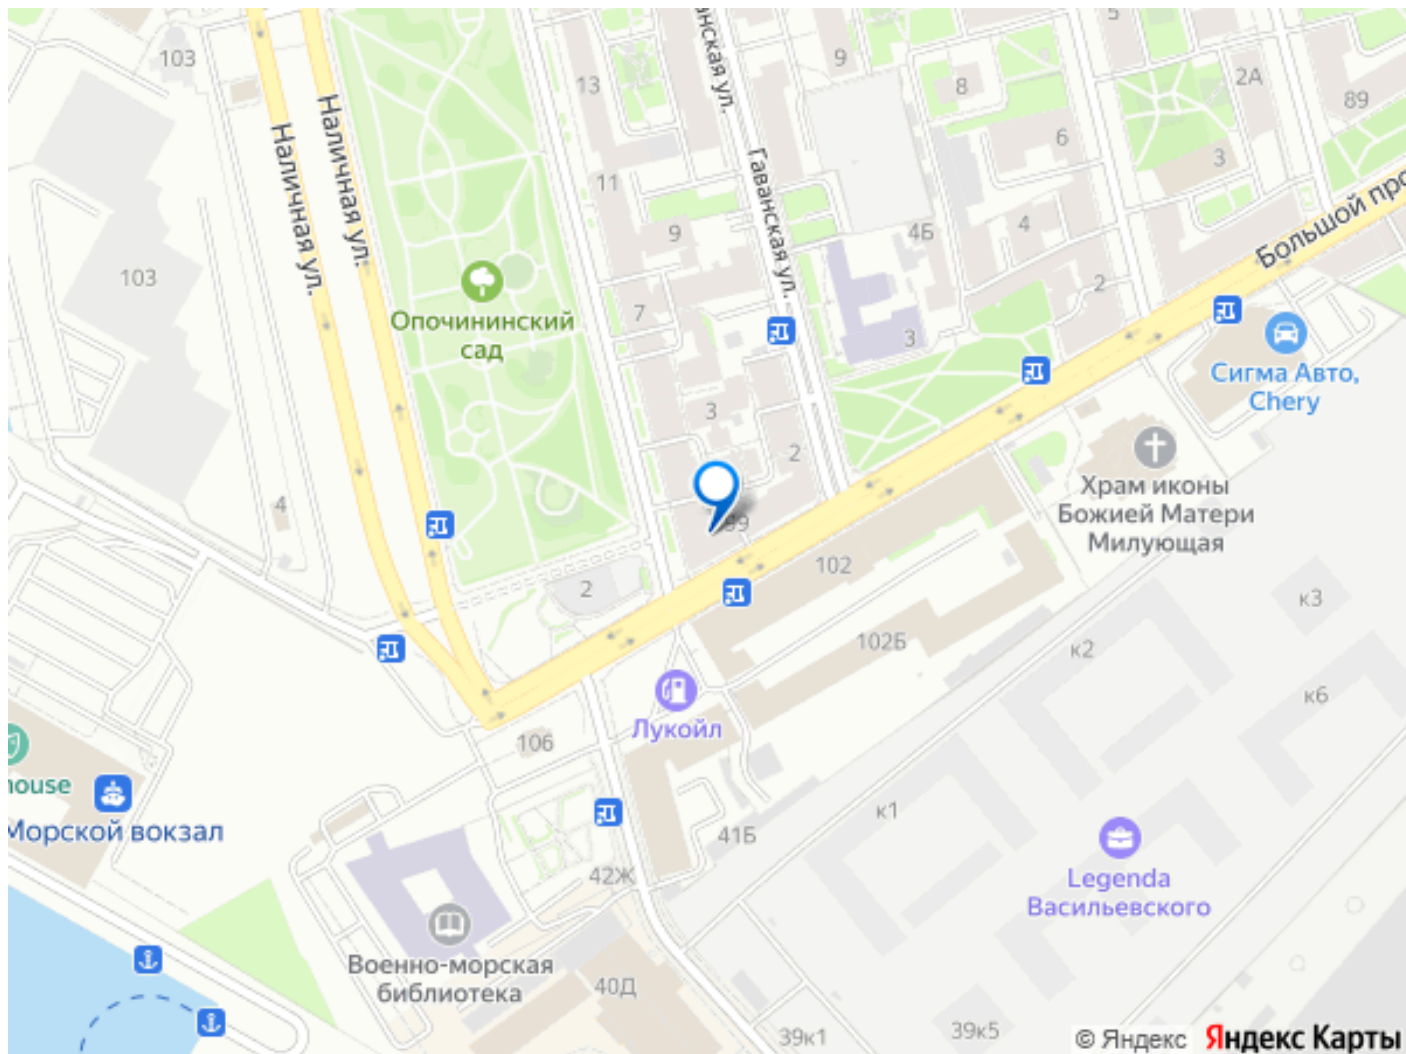 103
Наличная ул.
Наличная ул.
103
Опочининский
сад
13
11
9
7
3
2
99
нская ул.
Гаванская ул.
9
8
5
2А
89
6
3
4
4Б
3
2
Большой про
Сигма Авто,
Chery
Храм иконы
Божией Матери
Милующая
4
2
102
102Б
Лукойл
106
house
Морской вокзал
41Б
42Ж
Военно-морская
библиотека
40Д
к1
к2
к3
к6
Legenda
Васильевского
39к1
39к5
© Яндекс Яндекс Карты